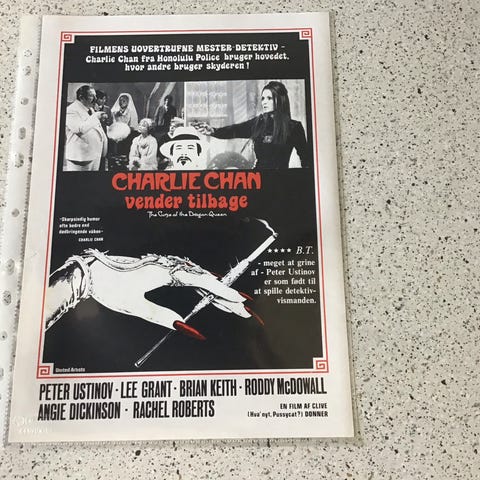 FILMENS UOVERTRUFNE MESTER-DETEKTIV -
Charlie Chan fra Honolulu Police bruger hovedet,
hvor andre bruger skyderen!
CHARLIE CHAN
vender tilbage
The Curse of the Dragon Queen
-Skarpsindig humor
ofte bedre end
dødbringende våben-
CHARLIE CHAN
**** B.T.
- meget at grine
af - Peter Ustinov
er som født til
at spille detektiv-
vismanden.
United Artists
PETER USTINOV · LEE GRANT · BRIAN KEITH · RODDY McDOWALL
ANGIE DICKINSON · RACHEL ROBERTS
EN FILM AF CLIVE
(Hva' nyt, Pussycat?) DONNER